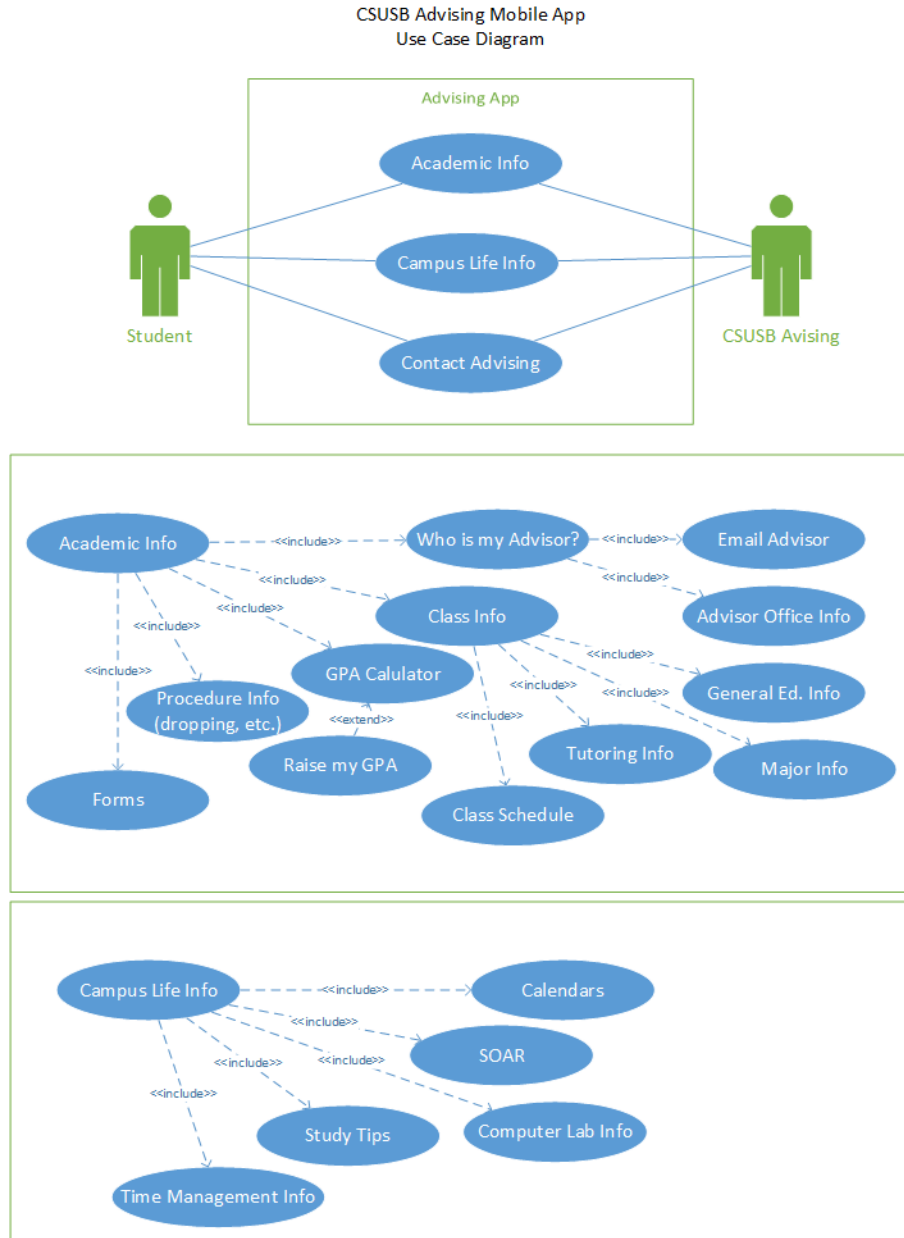 CSUSB Advising Mobile App
Use Case Diagram
Advising App
Academic Info
Campus Life Info
Student
CSUSB Avising
Contact Advising
Academic Info
<<include>>
Who is my Advisor?
<<include>>
Email Advisor
<<include>>
<<include>>
Class Info
Advisor Office Info
<<include>>
<<include>>
<<include>>
<<include>>
GPA Calulator
<<include>>
General Ed. Info
Procedure Info
(dropping, etc.)
<<extend>>
<<include>>
<<include>>
Raise my GPA
Tutoring Info
Major Info
Forms
Class Schedule
Campus Life Info
<<include>>
Calendars
<<include>>
<<include>>
<<include>>
SOAR
<<include>>
Study Tips
Computer Lab Info
Time Management Info